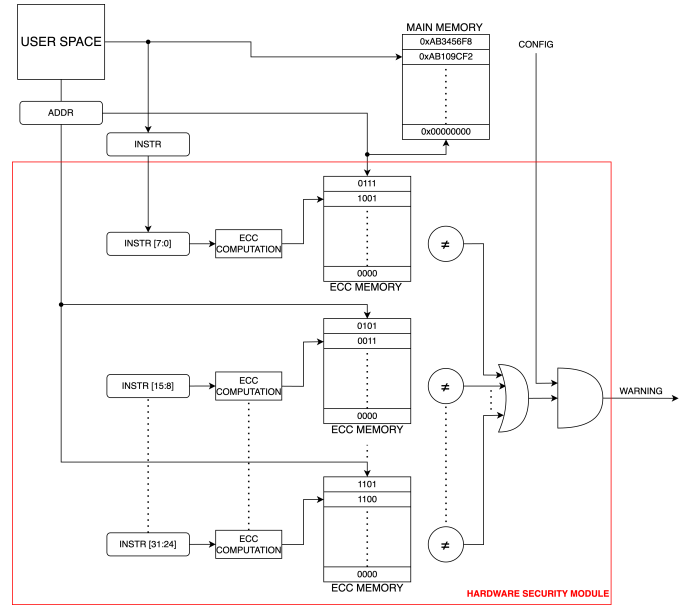 USER SPACE
MAIN MEMORY
0xAB3456F8
0xAB109CF2
0x00000000
CONFIG
ADDR
INSTR
0111
1001
0000
ECC MEMORY
INSTR [7:0]
ECC
COMPUTATION
≠
0101
0011
0000
ECC MEMORY
INSTR [15:8]
ECC
COMPUTATION
≠
WARNING
1101
1100
0000
ECC MEMORY
INSTR [31:24]
ECC
COMPUTATION
≠
HARDWARE SECURITY MODULE